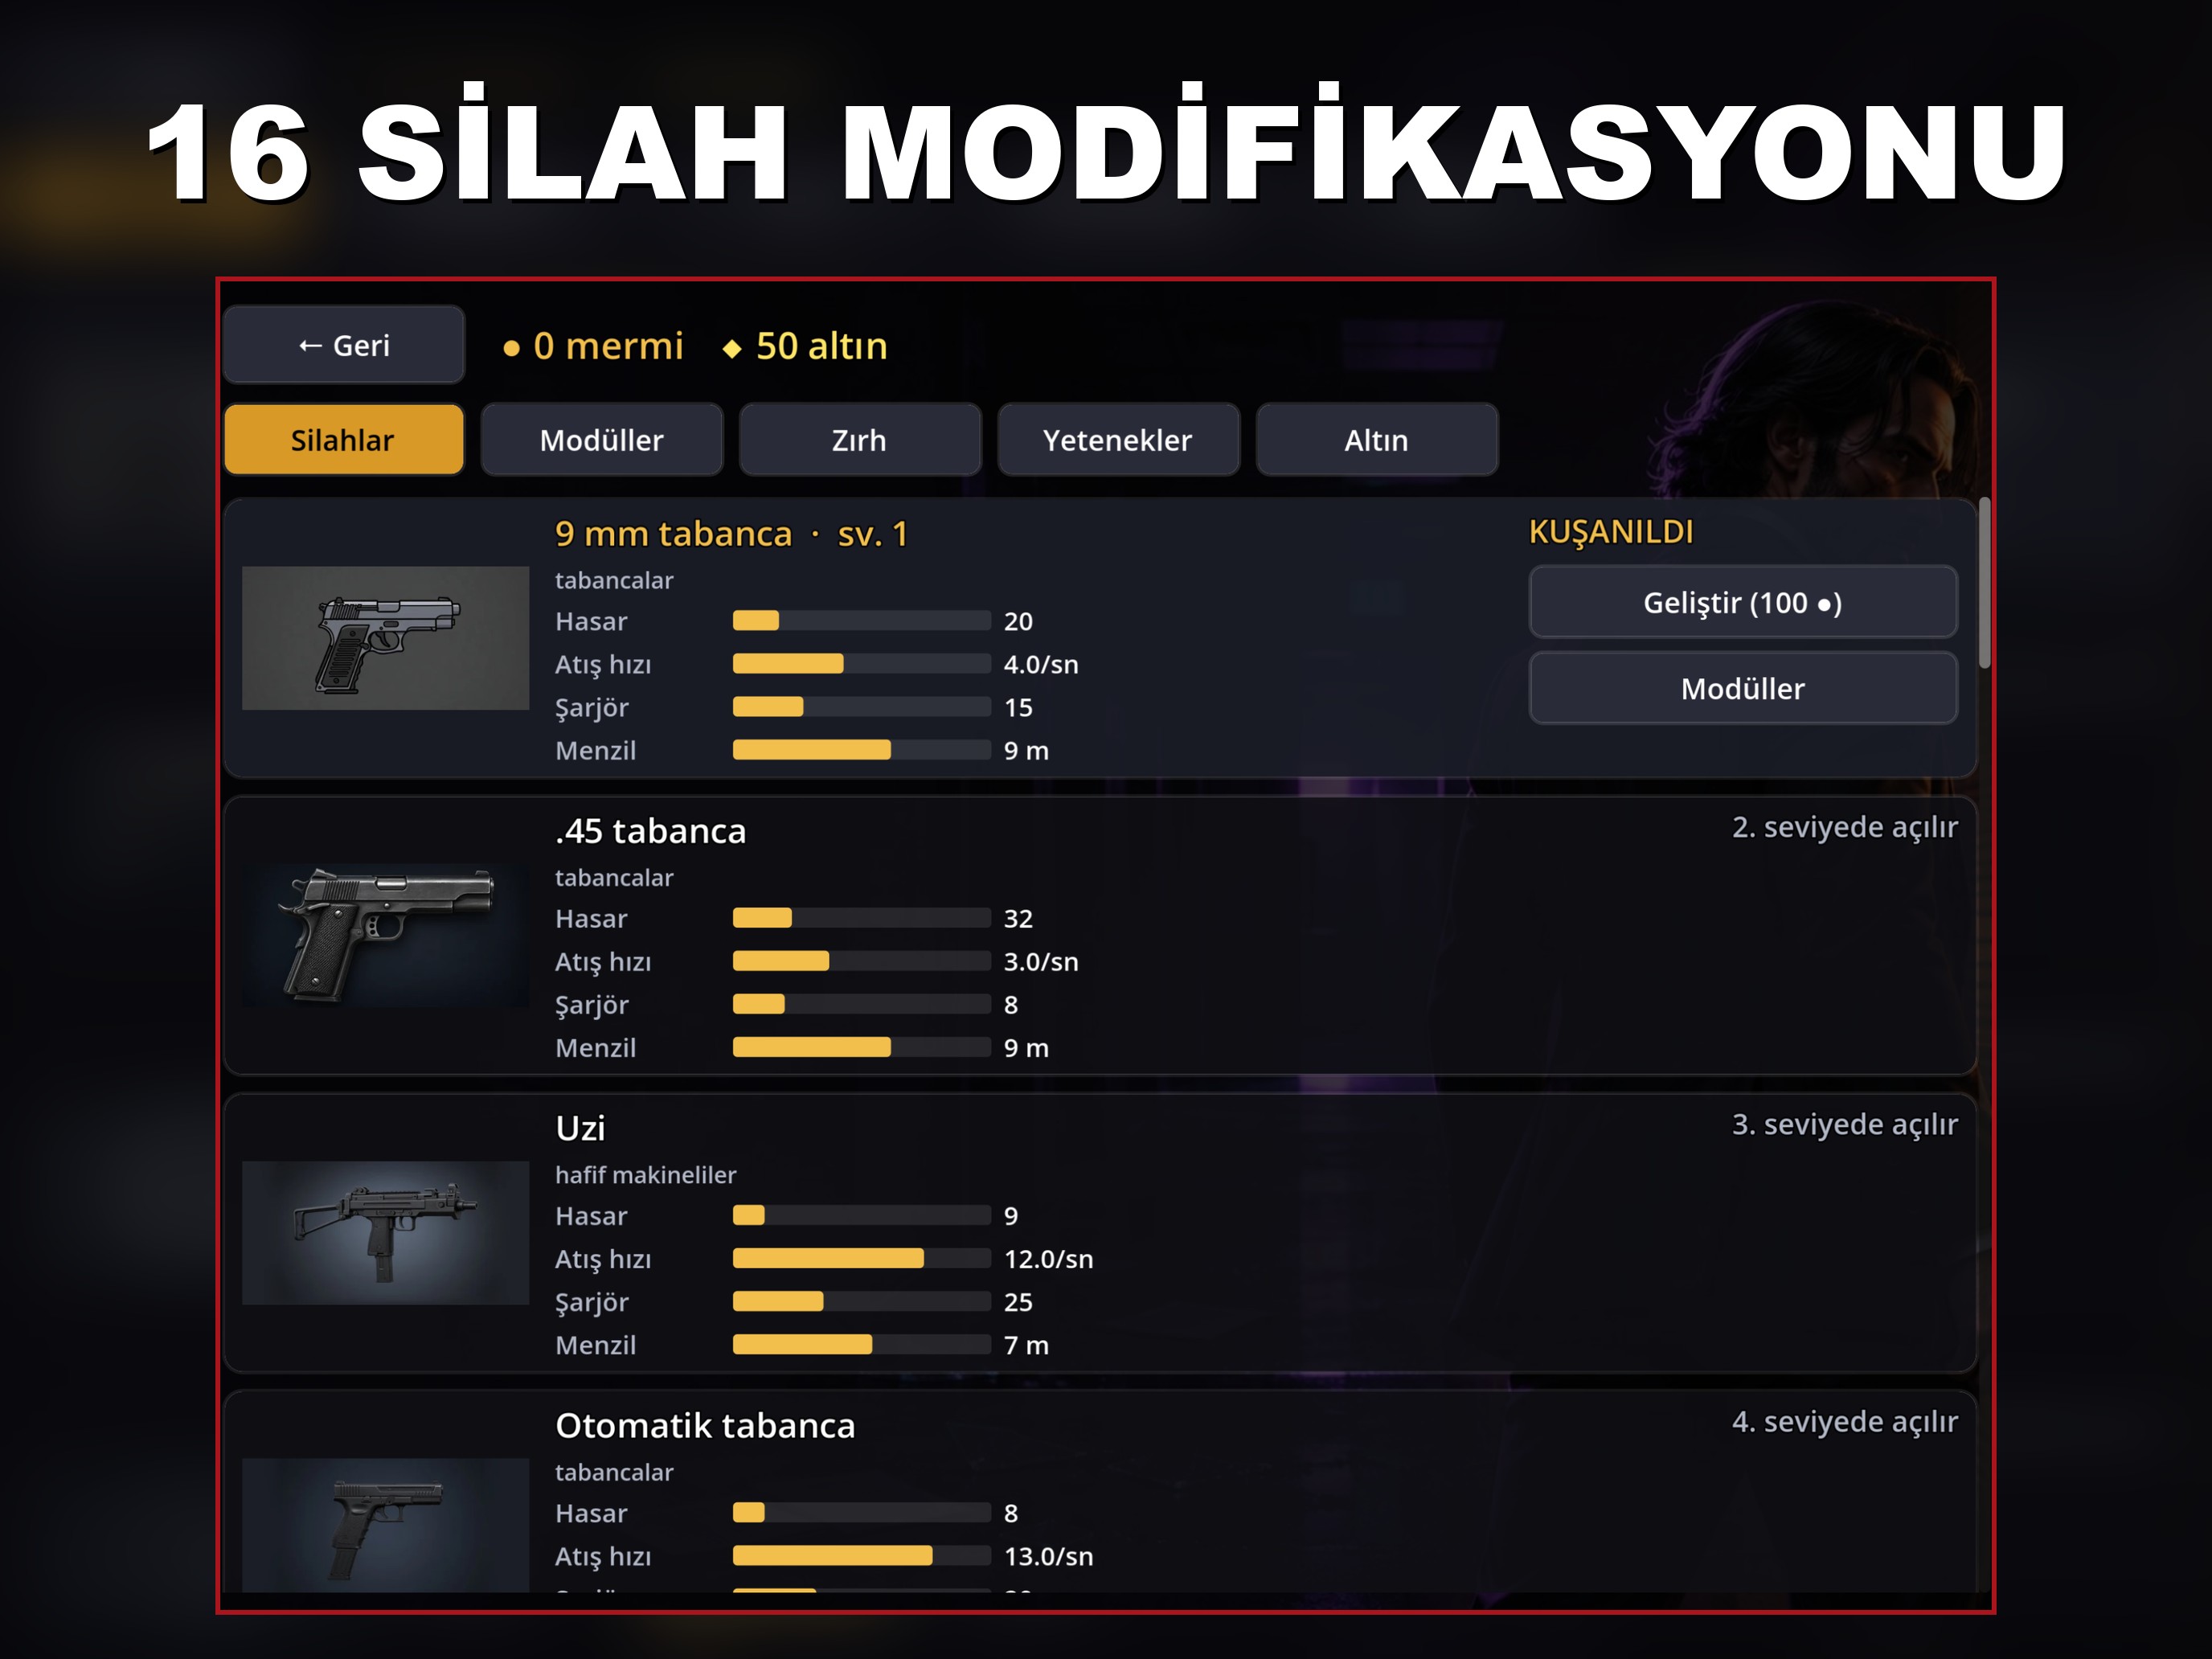 16 SİLAH MODİFİKASYONU
← Geri ● 0 mermi ◆ 50 altın
Silahlar Modüller Zırh Yetenekler Altın
9 mm tabanca · sv. 1 KUŞANILDI
tabancalar
Hasar 20
Geliştir (100 ●)
Atış hızı 4.0/sn
Modüller
Şarjör 15
Menzil 9 m
.45 tabanca 2. seviyede açılır
tabancalar
Hasar 32
Atış hızı 3.0/sn
Şarjör 8
Menzil 9 m
Uzi 3. seviyede açılır
hafif makineliler
Hasar 9
Atış hızı 12.0/sn
Şarjör 25
Menzil 7 m
Otomatik tabanca 4. seviyede açılır
tabancalar
Hasar 8
Atış hızı 13.0/sn